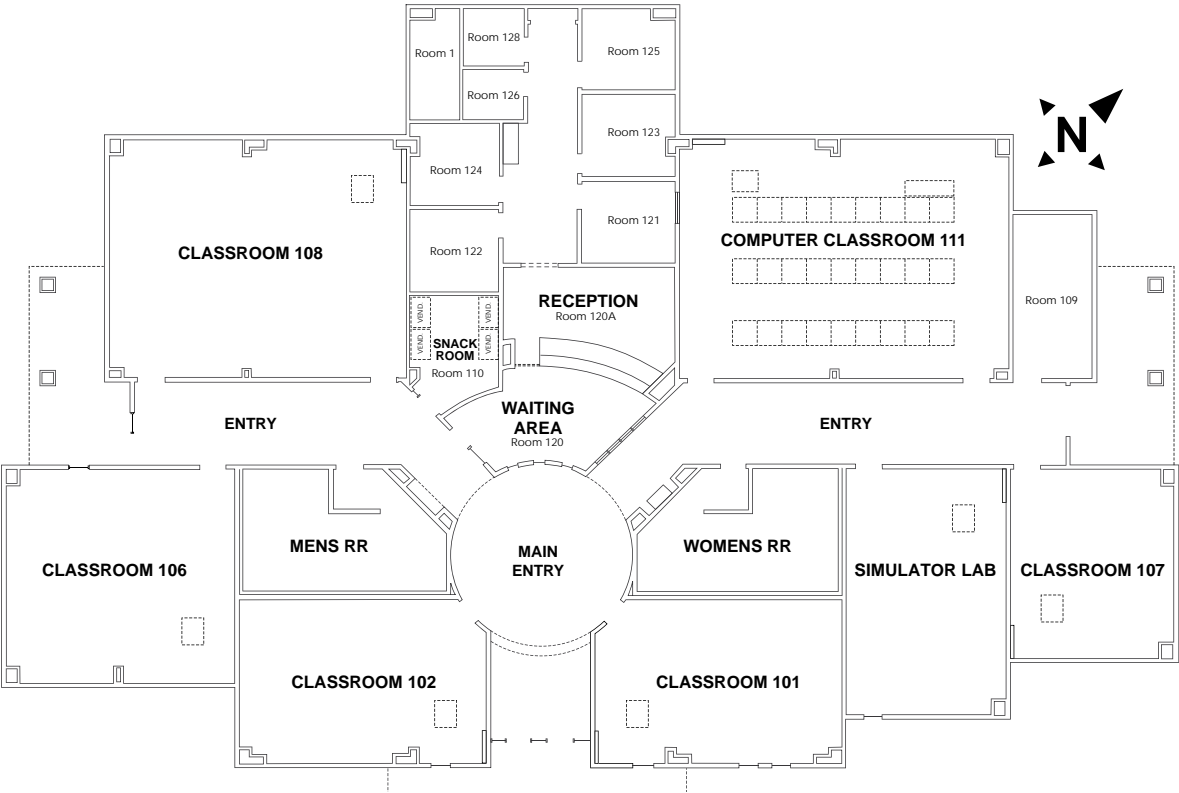 Room 128
Room 1
Room 125
Room 126
N
Room 123
Room 124
Room 121
COMPUTER CLASSROOM 111
CLASSROOM 108
Room 122
RECEPTION
Room 120A
Room 109
VEND.
VEND.
VEND.
VEND.
SNACK
ROOM
Room 110
WAITING
AREA
Room 120
ENTRY
ENTRY
MENS RR
MAIN
ENTRY
WOMENS RR
CLASSROOM 106
SIMULATOR LAB
CLASSROOM 107
CLASSROOM 102
CLASSROOM 101